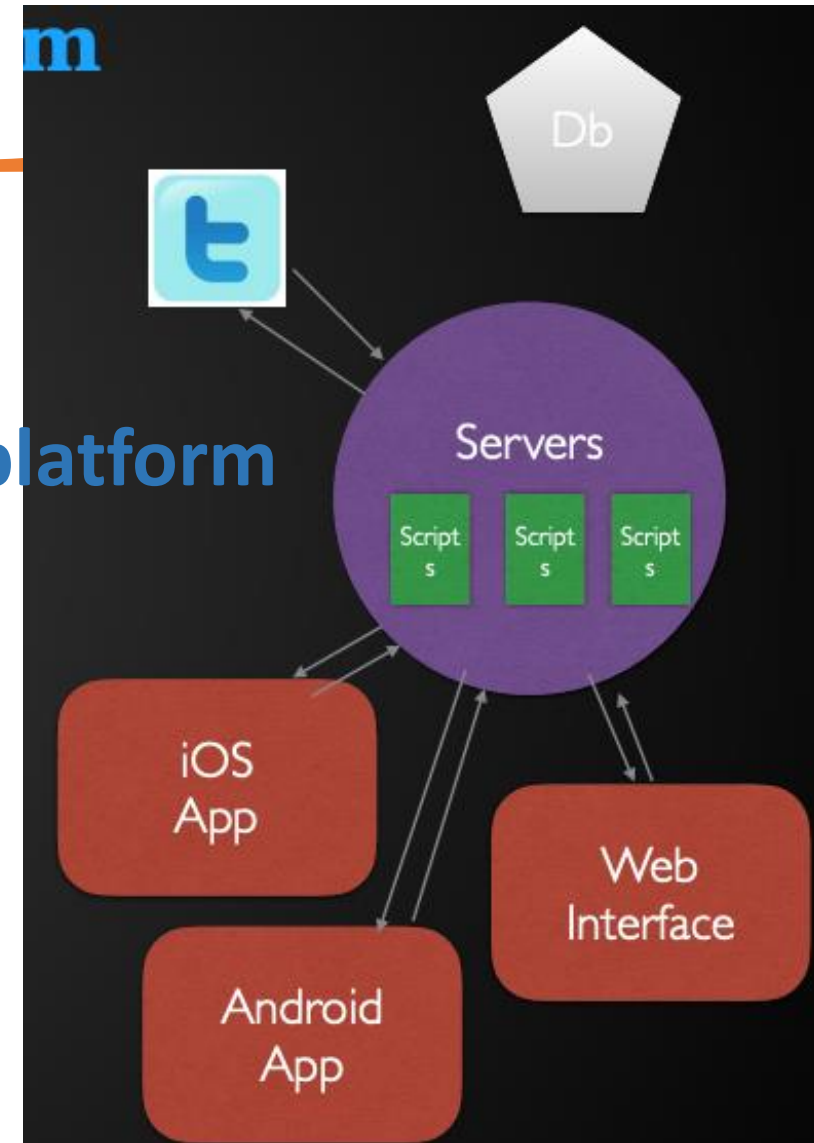 m
Db
platform
Servers
Script
s
Script
s
Script
s
iOS
App
Web
Interface
Android
App